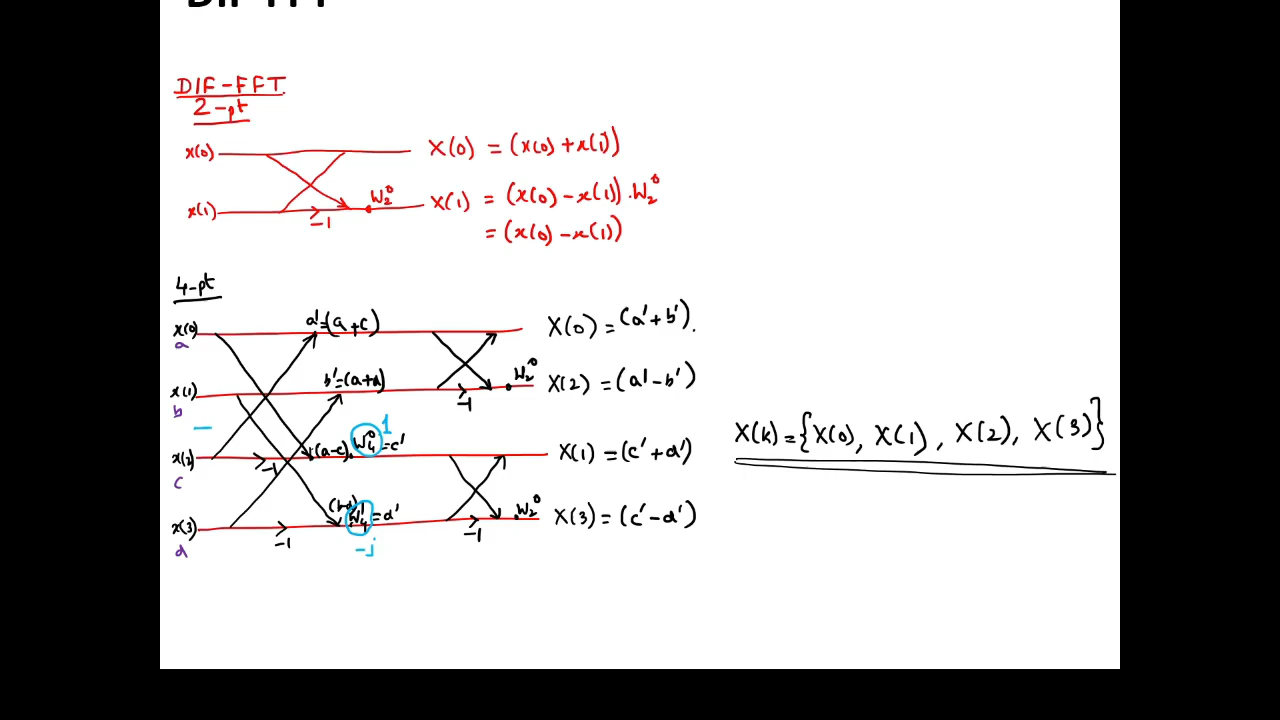 DIF-FFT
2-pt
x(0) X(0) = (x(0) + x(1))
x(1) -1 W₂⁰ X(1) = (x(0) - x(1)) . W₂⁰
= (x(0) - x(1))
4-pt
x(0) a'=(a+c) X(0) = (a' + b').
a
x(1) b'=(a+d) -1 W₂⁰ X(2) = (a' - b')
b
x(2) -1 (a-c). W₄⁰ = c' 1 X(1) = (c' + d')
c
x(3) -1 (b-d) W₄¹ = d' -1 W₂⁰ X(3) = (c' - d')
d
-j
X(k) = {X(0), X(1), X(2), X(3)}